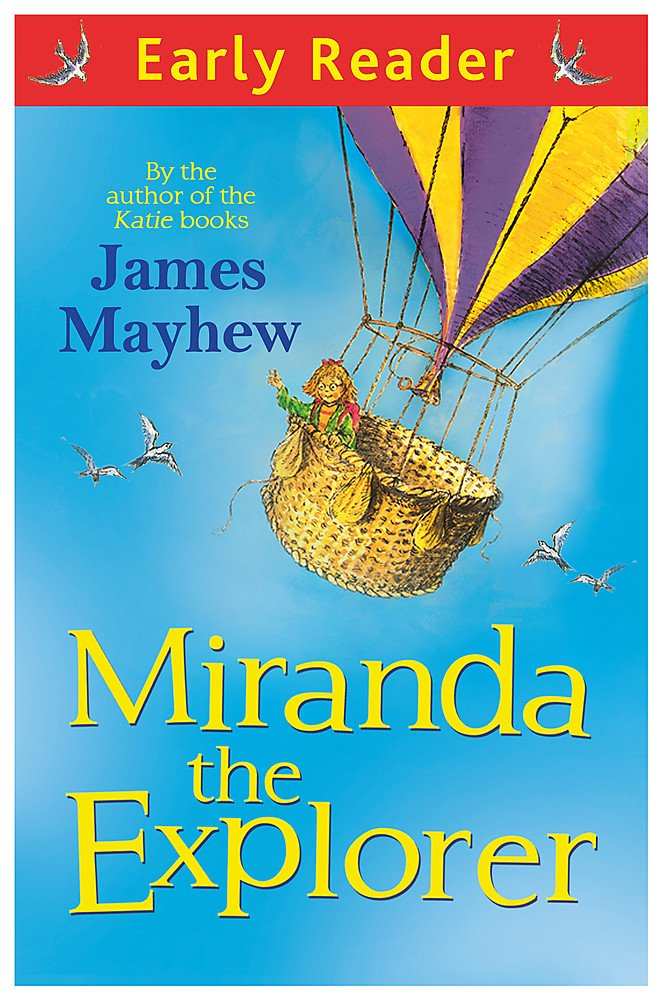 Early Reader
By the
author of the
Katie books
James
Mayhew
Miranda
the
Explorer